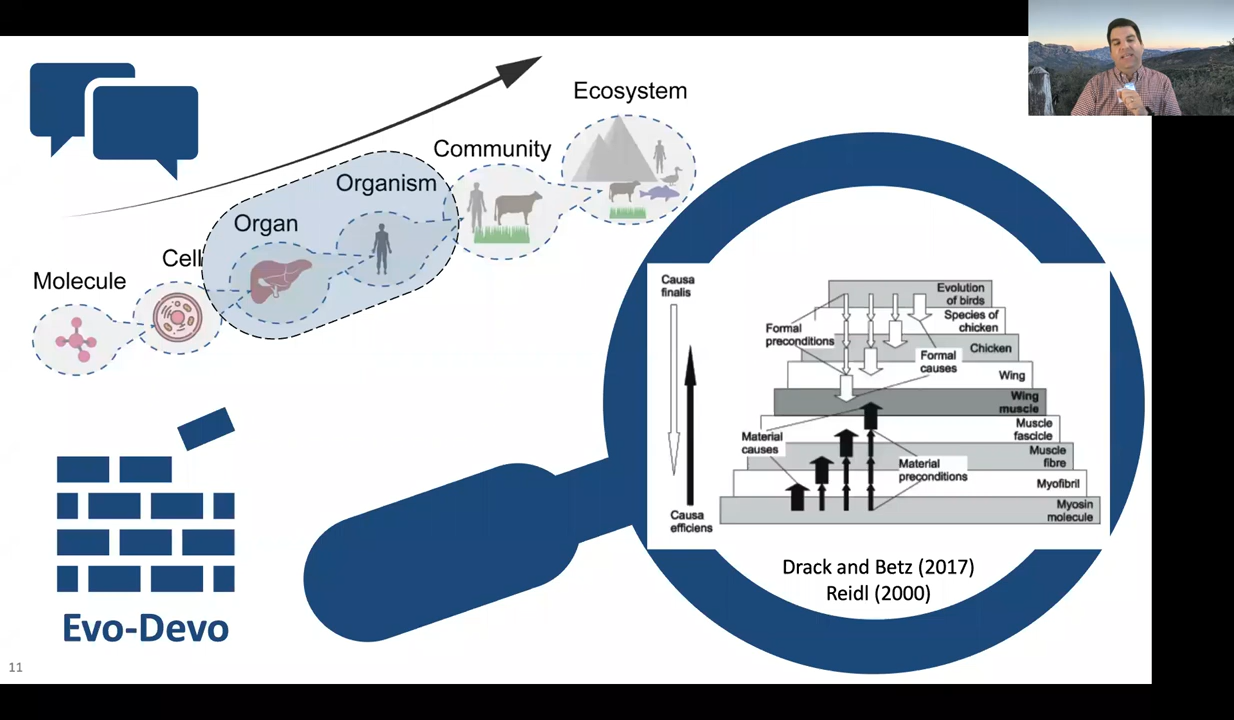 Ecosystem
Community
Organism
Organ
Cell
Molecule
Causa
finalis
Evolution
of birds
Species of
chicken
Formal
preconditions
Chicken
Formal
causes
Wing
Wing
muscle
Muscle
fascicle
Material
causes
Muscle
fibre
Material
preconditions
Myofibril
Myosin
molecule
Causa
efficiens
Drack and Betz (2017)
Reidl (2000)
Evo-Devo
11